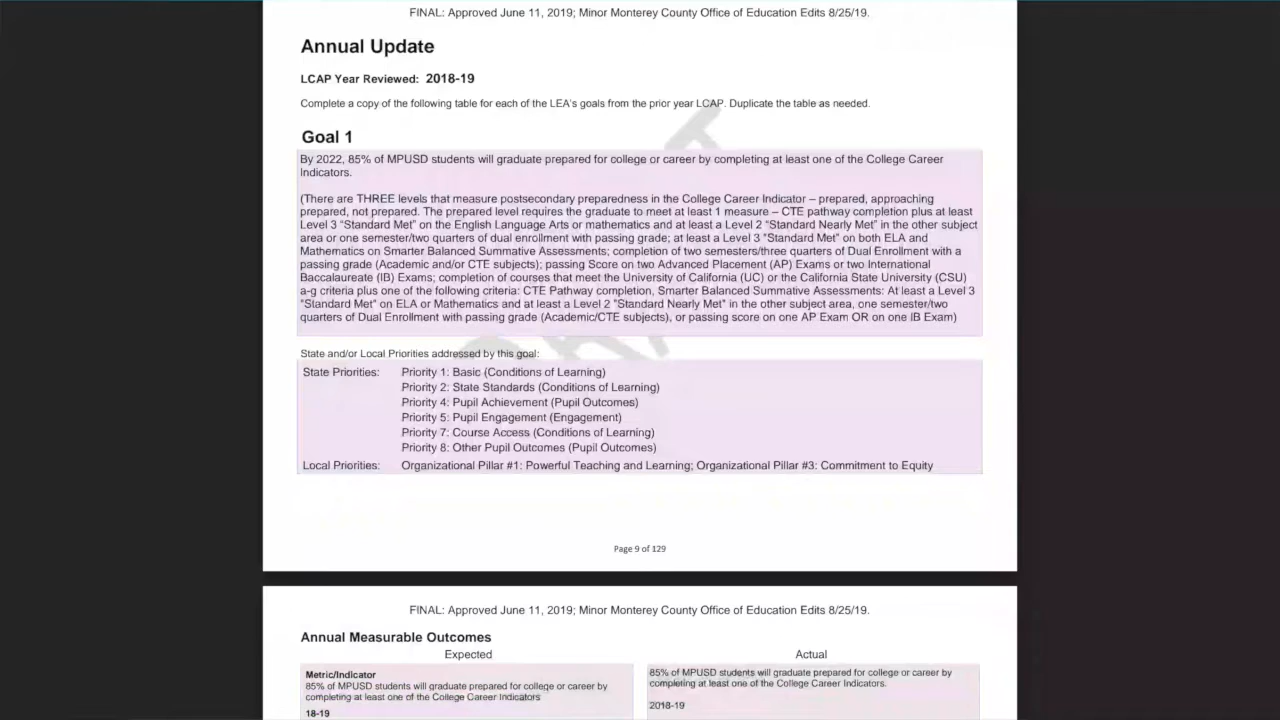 FINAL: Approved June 11, 2019; Minor Monterey County Office of Education Edits 8/25/19.
Annual Update
LCAP Year Reviewed: 2018-19
Complete a copy of the following table for each of the LEA's goals from the prior year LCAP. Duplicate the table as needed.
Goal 1
By 2022, 85% of MPUSD students will graduate prepared for college or career by completing at least one of the College Career
Indicators.
(There are THREE levels that measure postsecondary preparedness in the College Career Indicator – prepared, approaching
prepared, not prepared. The prepared level requires the graduate to meet at least 1 measure – CTE pathway completion plus at least
Level 3 “Standard Met” on the English Language Arts or mathematics and at least a Level 2 “Standard Nearly Met” in the other subject
area or one semester/two quarters of dual enrollment with passing grade; at least a Level 3 “Standard Met” on both ELA and
Mathematics on Smarter Balanced Summative Assessments; completion of two semesters/three quarters of Dual Enrollment with a
passing grade (Academic and/or CTE subjects); passing Score on two Advanced Placement (AP) Exams or two International
Baccalaureate (IB) Exams; completion of courses that meet the University of California (UC) or the California State University (CSU)
a-g criteria plus one of the following criteria: CTE Pathway completion, Smarter Balanced Summative Assessments: At least a Level 3
“Standard Met” on ELA or Mathematics and at least a Level 2 “Standard Nearly Met” in the other subject area, one semester/two
quarters of Dual Enrollment with passing grade (Academic/CTE subjects), or passing score on one AP Exam OR on one IB Exam)
State and/or Local Priorities addressed by this goal:
State Priorities: Priority 1: Basic (Conditions of Learning)
Priority 2: State Standards (Conditions of Learning)
Priority 4: Pupil Achievement (Pupil Outcomes)
Priority 5: Pupil Engagement (Engagement)
Priority 7: Course Access (Conditions of Learning)
Priority 8: Other Pupil Outcomes (Pupil Outcomes)
Local Priorities: Organizational Pillar #1: Powerful Teaching and Learning; Organizational Pillar #3: Commitment to Equity
Page 9 of 129
FINAL: Approved June 11, 2019; Minor Monterey County Office of Education Edits 8/25/19.
Annual Measurable Outcomes
Expected
Actual
Metric/Indicator
85% of MPUSD students will graduate prepared for college or career by
completing at least one of the College Career Indicators
18-19
85% of MPUSD students will graduate prepared for college or career by
completing at least one of the College Career Indicators.
2018-19